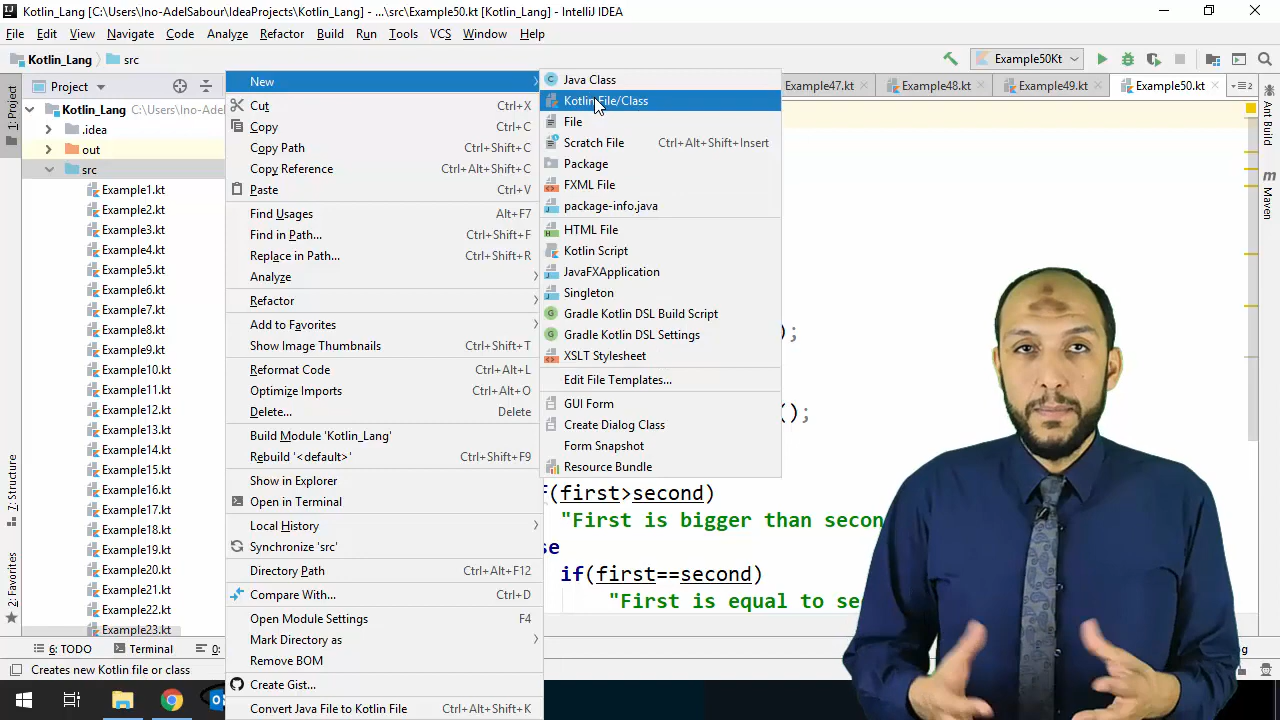 Kotlin_Lang [C:\Users\Ino-AdelSabour\IdeaProjects\Kotlin_Lang] - ...\src\Example50.kt [Kotlin_Lang] - IntelliJ IDEA
File Edit View Navigate Code Analyze Refactor Build Run Tools VCS Window Help
Kotlin_Lang src Example50Kt
1: Project
7: Structure
2: Favorites
Project
Kotlin_Lang
.idea
out
src
Example1.kt
Example2.kt
Example3.kt
Example4.kt
Example5.kt
Example6.kt
Example7.kt
Example8.kt
Example9.kt
Example10.kt
Example11.kt
Example12.kt
Example13.kt
Example14.kt
Example15.kt
Example16.kt
Example17.kt
Example18.kt
Example19.kt
Example20.kt
Example21.kt
Example22.kt
Example23.kt
New
Cut Ctrl+X
Copy Ctrl+C
Copy Path Ctrl+Shift+C
Copy Reference Ctrl+Alt+Shift+C
Paste Ctrl+V
Find Usages Alt+F7
Find in Path... Ctrl+Shift+F
Replace in Path... Ctrl+Shift+R
Analyze
Refactor
Add to Favorites
Show Image Thumbnails Ctrl+Shift+T
Reformat Code Ctrl+Alt+L
Optimize Imports Ctrl+Alt+O
Delete... Delete
Build Module 'Kotlin_Lang'
Rebuild '<default>' Ctrl+Shift+F9
Show in Explorer
Open in Terminal
Local History
Synchronize 'src'
Directory Path Ctrl+Alt+F12
Compare With... Ctrl+D
Open Module Settings F4
Mark Directory as
Remove BOM
Create Gist...
Convert Java File to Kotlin File Ctrl+Alt+Shift+K
Java Class
Kotlin File/Class
File
Scratch File Ctrl+Alt+Shift+Insert
Package
FXML File
package-info.java
HTML File
Kotlin Script
JavaFXApplication
Singleton
Gradle Kotlin DSL Build Script
Gradle Kotlin DSL Settings
XSLT Stylesheet
Edit File Templates...
GUI Form
Create Dialog Class
Form Snapshot
Resource Bundle
Example47.kt Example48.kt Example49.kt Example50.kt
);
();
(first>second)
"First is bigger than
if(first==second)
"First is equal to
Ant Build
Maven
6: TODO Terminal
Creates new Kotlin file or class